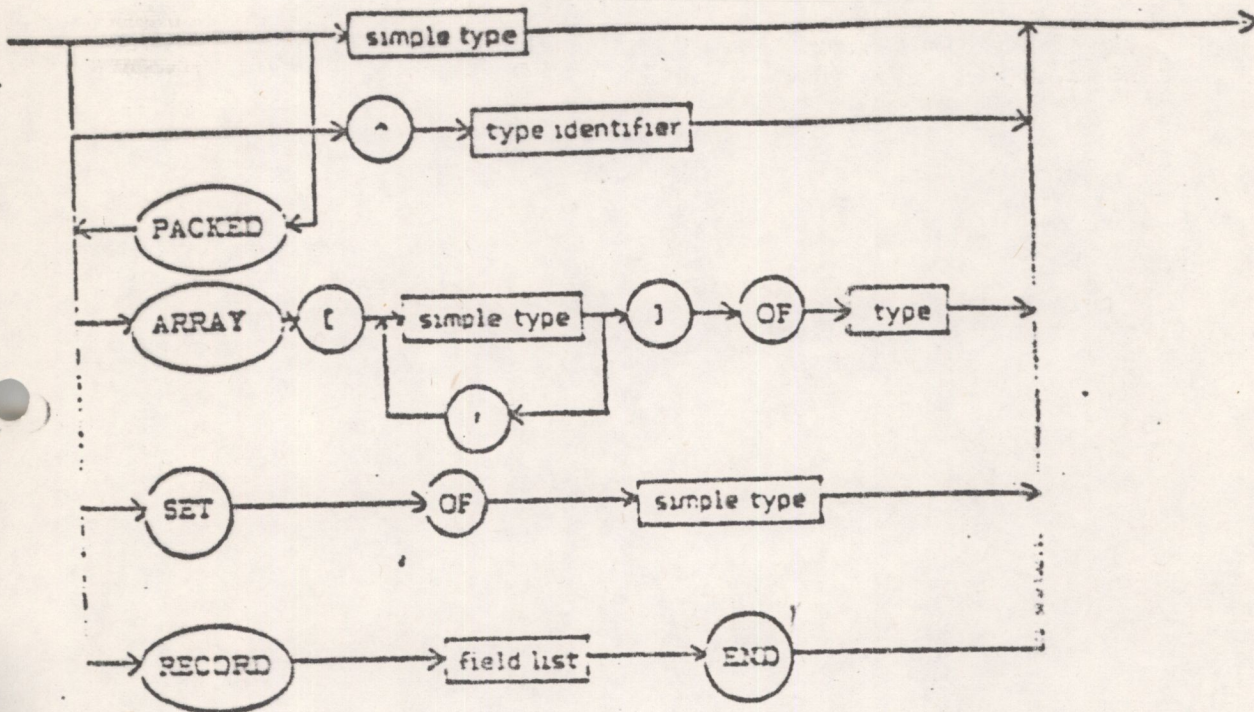 simple type
^ type identifier
PACKED
ARRAY [ simple type ] OF type
,
SET OF simple type
RECORD field list END